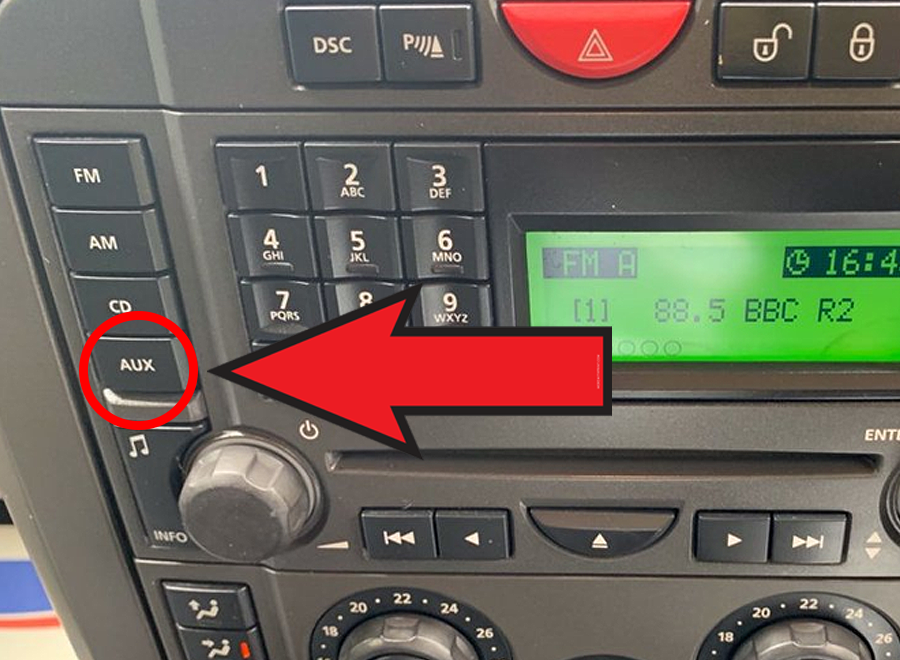 DSC
P
FM
1
2
ABC
3
DEF
AM
4
GHI
5
JKL
6
MNO
FM A
16:4
CD
7
PQRS
8
9
WXYZ
[1] 88.5 BBC R2
AUX
ENTE
INFO
18 20 22 24 26
18 20 22 24 26